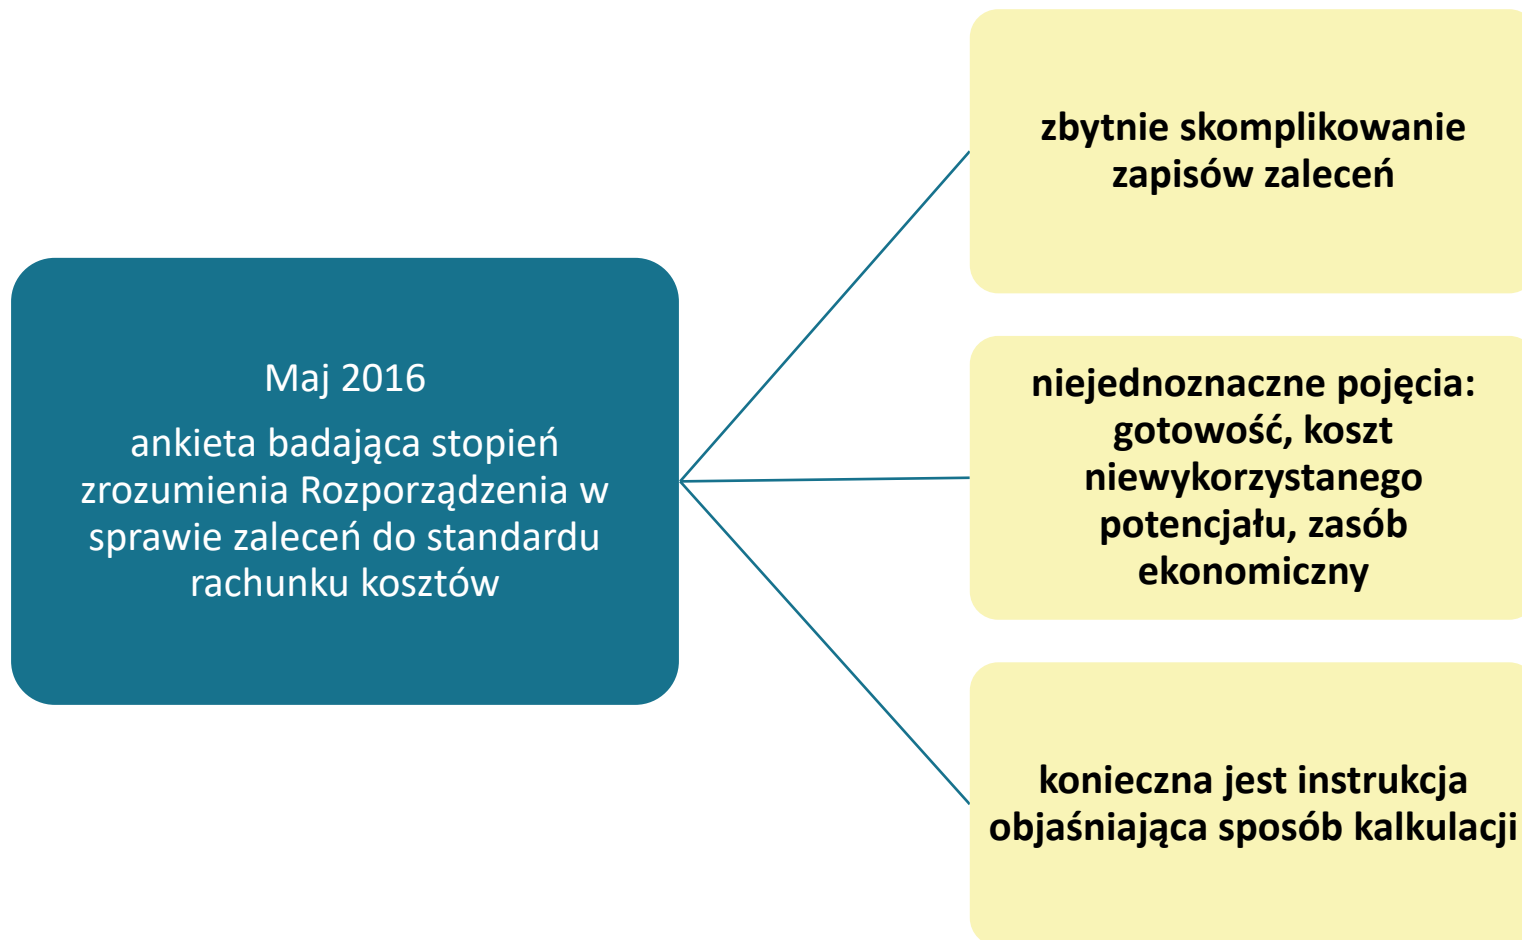 Maj 2016
ankieta badająca stopień
zrozumienia Rozporządzenia w
sprawie zaleceń do standardu
rachunku kosztów
zbytnie skomplikowanie
zapisów zaleceń
niejednoznaczne pojęcia:
gotowość, koszt
niewykorzystanego
potencjału, zasób
ekonomiczny
konieczna jest instrukcja
objaśniająca sposób kalkulacji